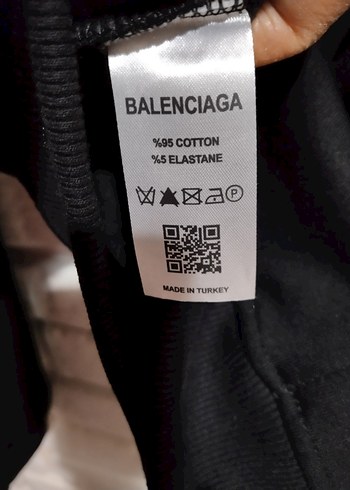 BALENCIAGA
%95 COTTON
%5 ELASTANE
P
MADE IN TURKEY